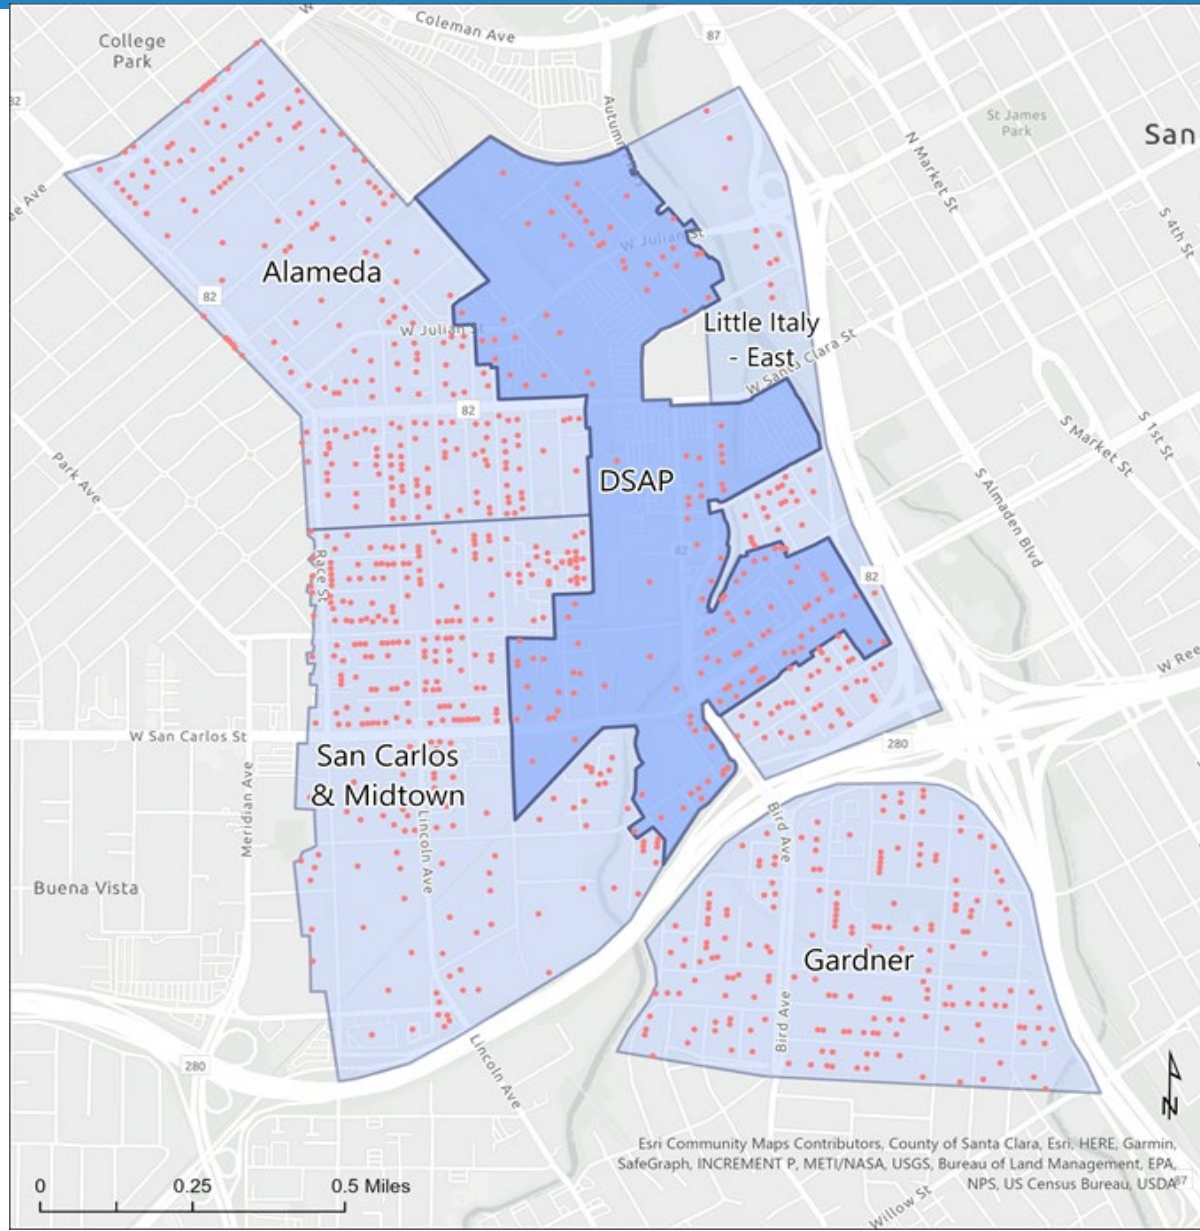 W
Coleman Ave
87
College
Park
82
St James
Park
San
Autumn
N Market St
S 4th St
ee Ave
W Julian St
Alameda
82
W Julian St
Little Italy
- East
W Santa Clara St
82
S Market St
S 1st St
Park Ave
DSAP
S Almaden Blvd
82
82
Race St
W Ree
W San Carlos St
280
San Carlos
& Midtown
Meridian Ave
Lincoln Ave
Bird Ave
Buena Vista
Gardner
Bird Ave
280
Lincoln Ave
N
Esri Community Maps Contributors, County of Santa Clara, Esri, HERE, Garmin,
SafeGraph, INCREMENT P, METI/NASA, USGS, Bureau of Land Management, EPA,
NPS, US Census Bureau, USDA
87
0 0.25 0.5 Miles
Willow St